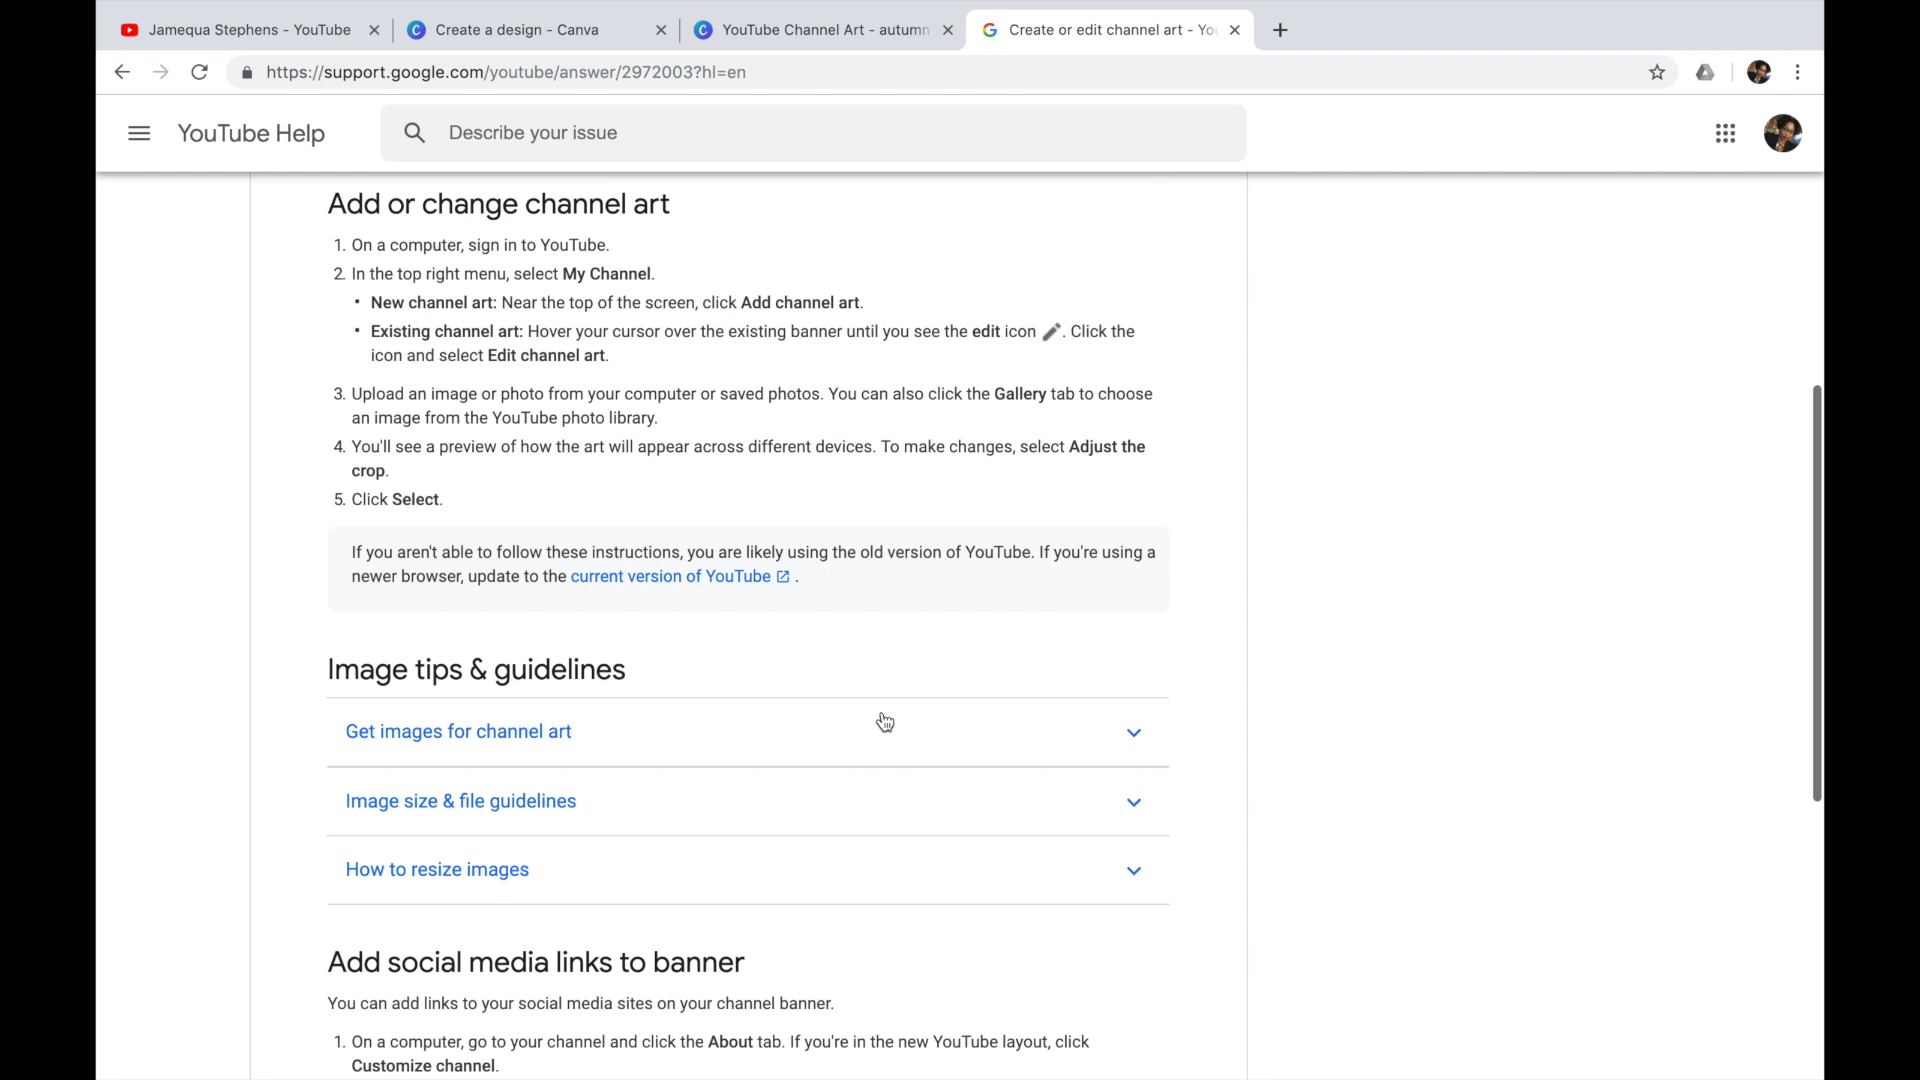 Jamequa Stephens - YouTube
Create a design - Canva
YouTube Channel Art - autumn
Create or edit channel art - You
https://support.google.com/youtube/answer/2972003?hl=en
YouTube Help
Describe your issue
Add or change channel art
1. On a computer, sign in to YouTube.
2. In the top right menu, select My Channel.
• New channel art: Near the top of the screen, click Add channel art.
• Existing channel art: Hover your cursor over the existing banner until you see the edit icon . Click the
icon and select Edit channel art.
3. Upload an image or photo from your computer or saved photos. You can also click the Gallery tab to choose
an image from the YouTube photo library.
4. You'll see a preview of how the art will appear across different devices. To make changes, select Adjust the
crop.
5. Click Select.
If you aren't able to follow these instructions, you are likely using the old version of YouTube. If you're using a
newer browser, update to the current version of YouTube .
Image tips & guidelines
Get images for channel art
Image size & file guidelines
How to resize images
Add social media links to banner
You can add links to your social media sites on your channel banner.
1. On a computer, go to your channel and click the About tab. If you're in the new YouTube layout, click
Customize channel.